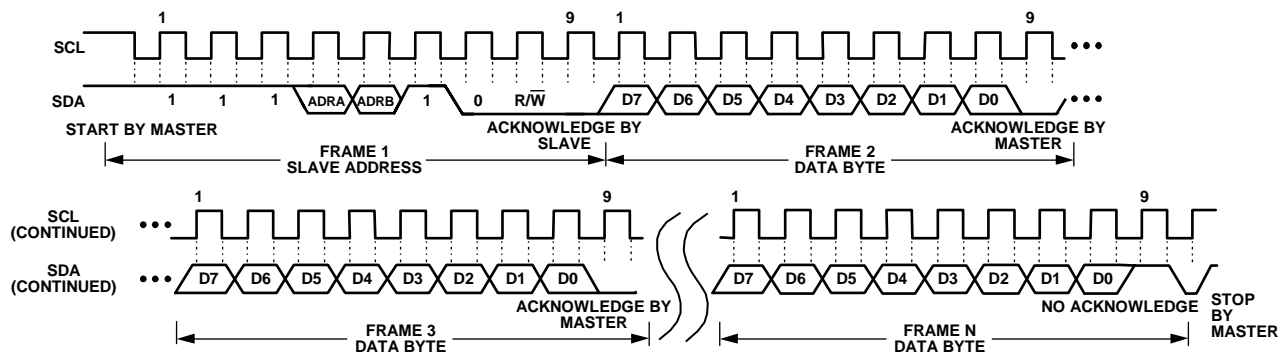 1 9 1 9
SCL
SDA
1 1 1 ADRA ADRB 1 0 R/W D7 D6 D5 D4 D3 D2 D1 D0
START BY MASTER
ACKNOWLEDGE BY
SLAVE
ACKNOWLEDGE BY
MASTER
FRAME 1
SLAVE ADDRESS
FRAME 2
DATA BYTE
1 9 1 9
SCL
(CONTINUED)
SDA
(CONTINUED)
D7 D6 D5 D4 D3 D2 D1 D0 D7 D6 D5 D4 D3 D2 D1 D0
ACKNOWLEDGE BY
MASTER
NO ACKNOWLEDGE
STOP
BY
MASTER
FRAME 3
DATA BYTE
FRAME N
DATA BYTE